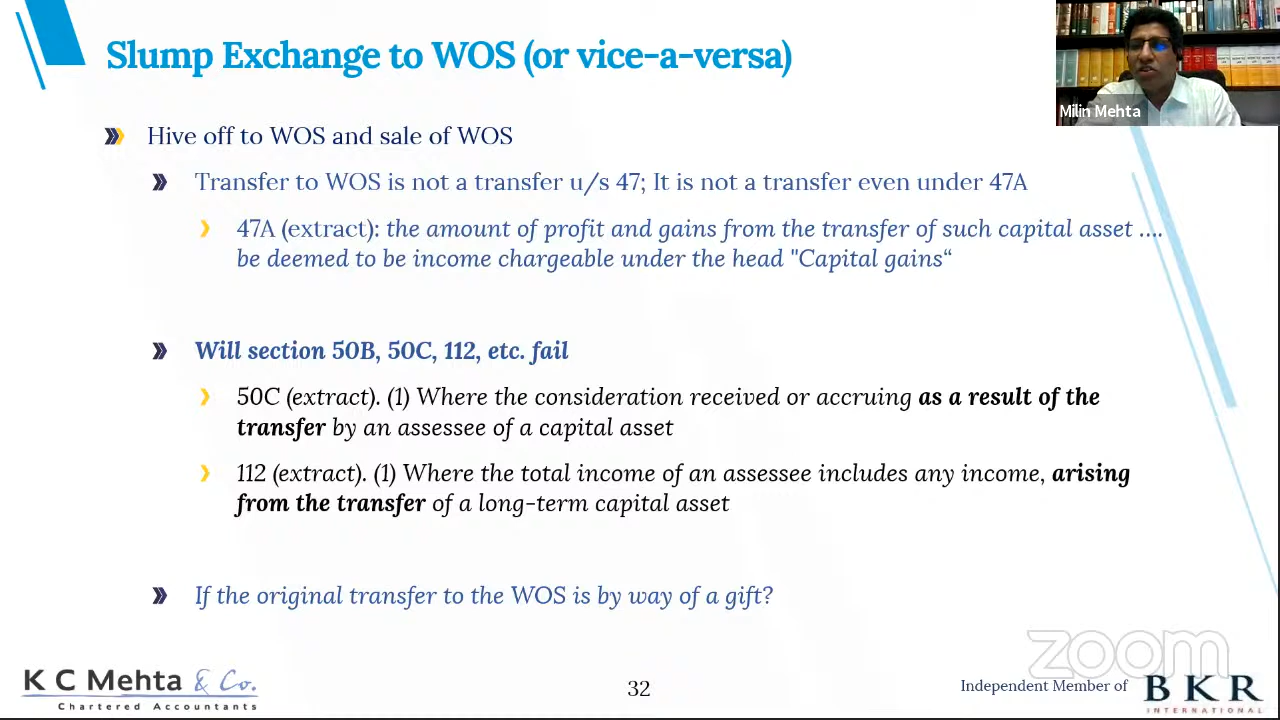 Slump Exchange to WOS (or vice-a-versa)
Milin Mehta
Hive off to WOS and sale of WOS
Transfer to WOS is not a transfer u/s 47; It is not a transfer even under 47A
47A (extract): the amount of profit and gains from the transfer of such capital asset ....
be deemed to be income chargeable under the head "Capital gains“
Will section 50B, 50C, 112, etc. fail
50C (extract). (1) Where the consideration received or accruing as a result of the
transfer by an assessee of a capital asset
112 (extract). (1) Where the total income of an assessee includes any income, arising
from the transfer of a long-term capital asset
If the original transfer to the WOS is by way of a gift?
zoom
K C Mehta & Co.
Chartered Accountants
32
Independent Member of
BKR
INTERNATIONAL